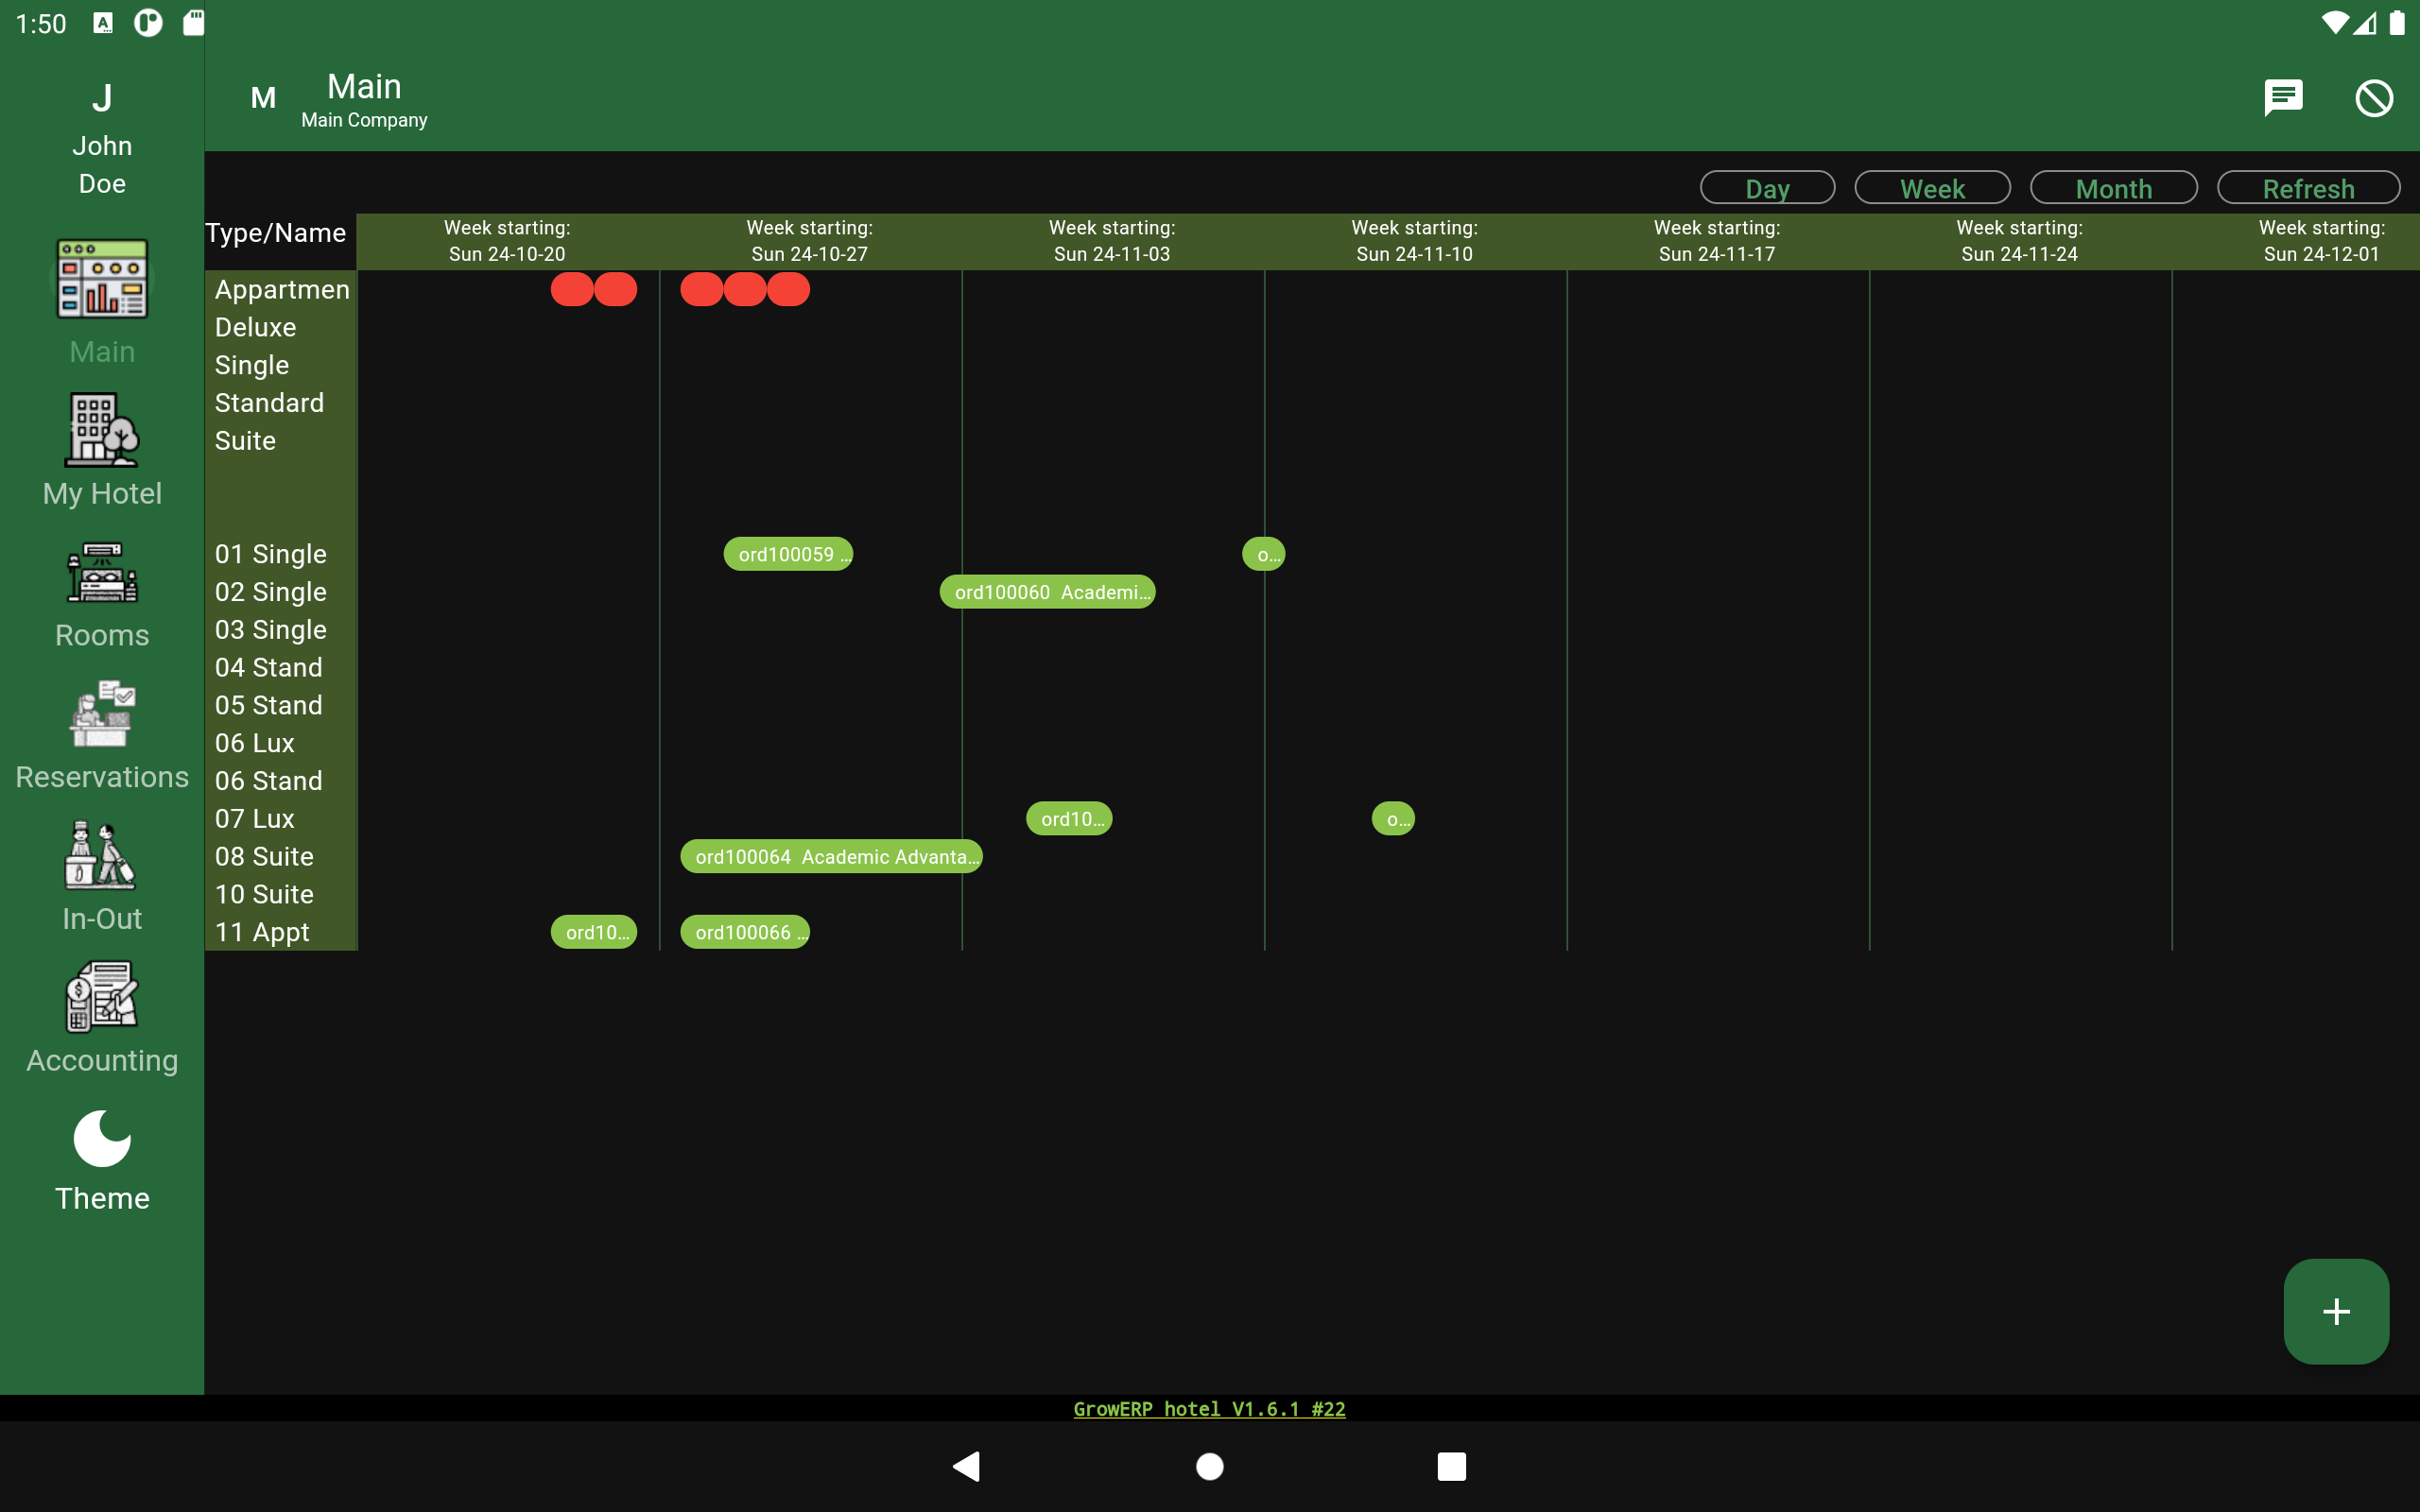 1:50
J
John
Doe
Main
My Hotel
Rooms
Reservations
In-Out
Accounting
Theme
M
Main
Main Company
Day
Week
Month
Refresh
Type/Name
Week starting:
Sun 24-10-20
Week starting:
Sun 24-10-27
Week starting:
Sun 24-11-03
Week starting:
Sun 24-11-10
Week starting:
Sun 24-11-17
Week starting:
Sun 24-11-24
Week starting:
Sun 24-12-01
Appartmen
Deluxe
Single
Standard
Suite
01 Single
ord100059 …
o…
02 Single
ord100060 Academi…
03 Single
04 Stand
05 Stand
06 Lux
06 Stand
07 Lux
ord10…
o…
08 Suite
ord100064 Academic Advanta…
10 Suite
11 Appt
ord10…
ord100066 …
GrowERP hotel V1.6.1 #22